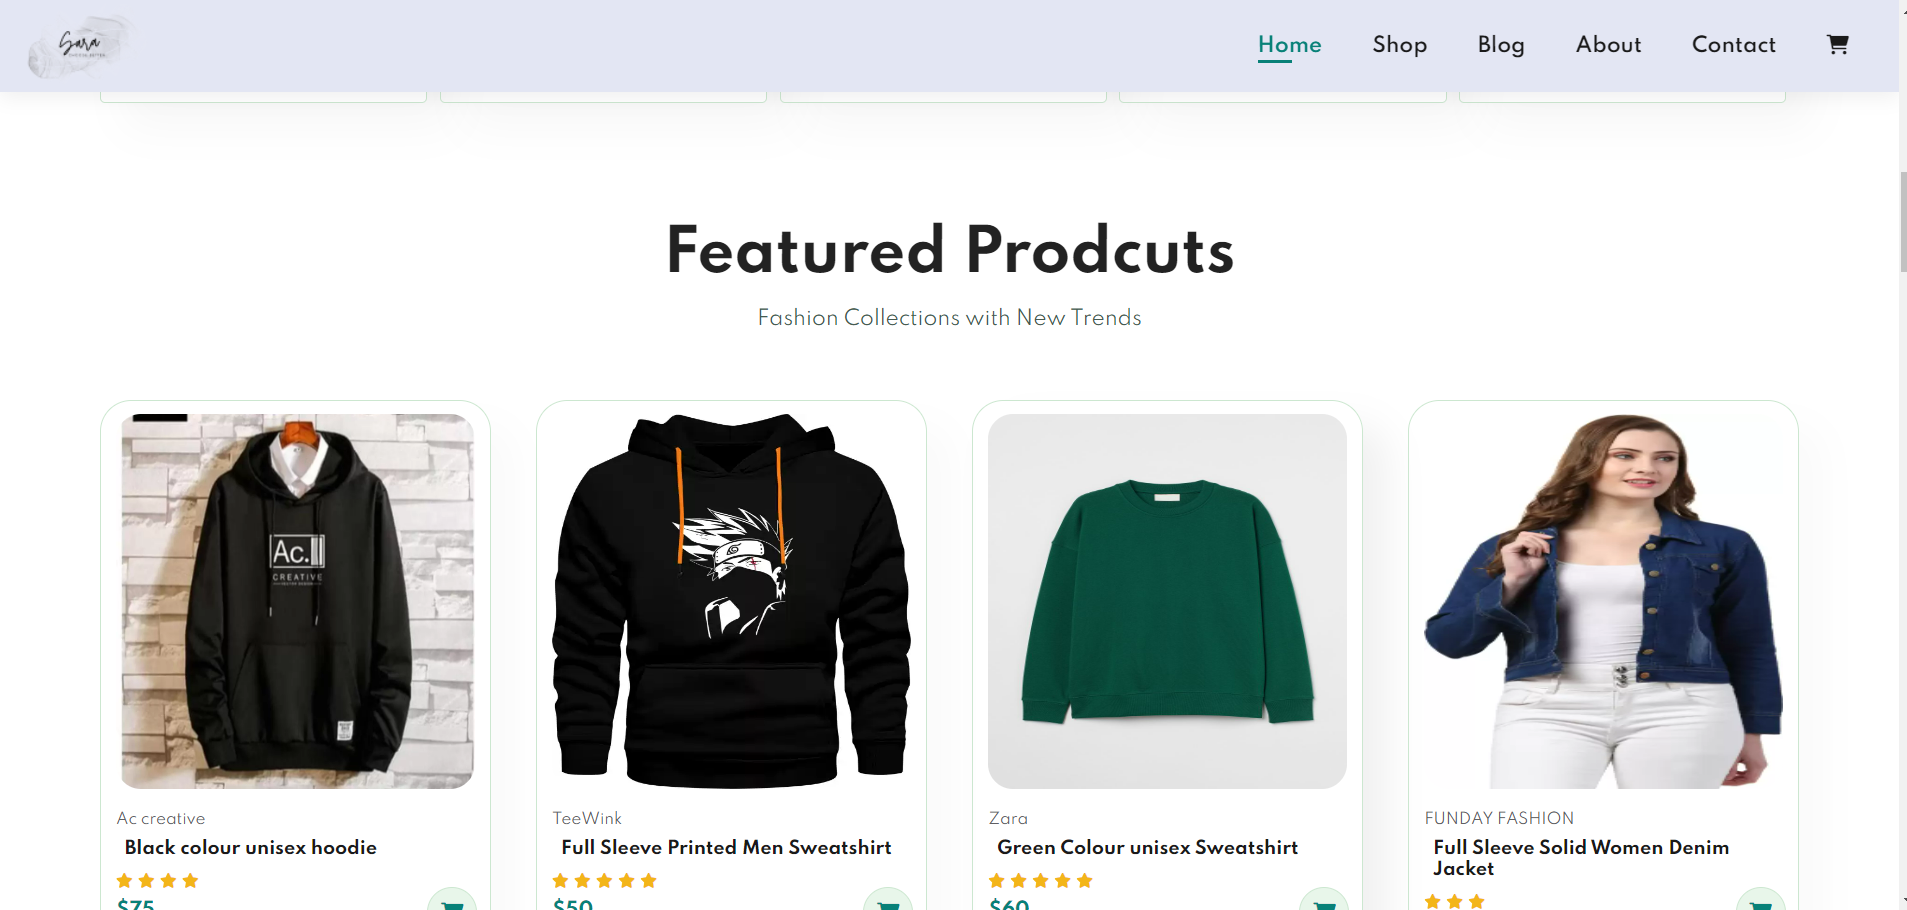 Sara
Home
Shop
Blog
About
Contact
Featured Prodcuts
Fashion Collections with New Trends
Ac.
CREATIVE
Ac creative
Black colour unisex hoodie
$75
TeeWink
Full Sleeve Printed Men Sweatshirt
$50
Zara
Green Colour unisex Sweatshirt
$60
FUNDAY FASHION
Full Sleeve Solid Women Denim
Jacket